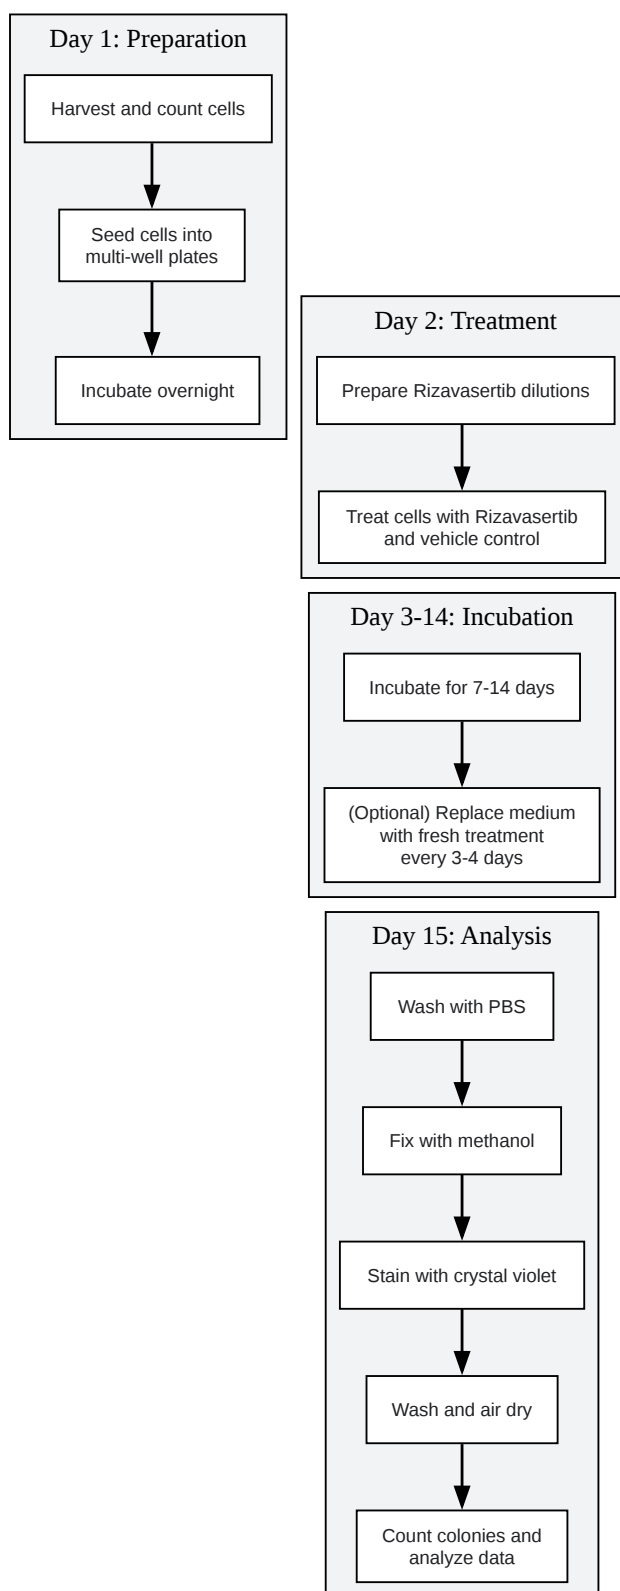 Day 1: Preparation
Harvest and count cells
Seed cells into
multi-well plates
Incubate overnight
Day 2: Treatment
Prepare Rizavasertib dilutions
Treat cells with Rizavasertib
and vehicle control
Day 3-14: Incubation
Incubate for 7-14 days
(Optional) Replace medium
with fresh treatment
every 3-4 days
Day 15: Analysis
Wash with PBS
Fix with methanol
Stain with crystal violet
Wash and air dry
Count colonies and
analyze data